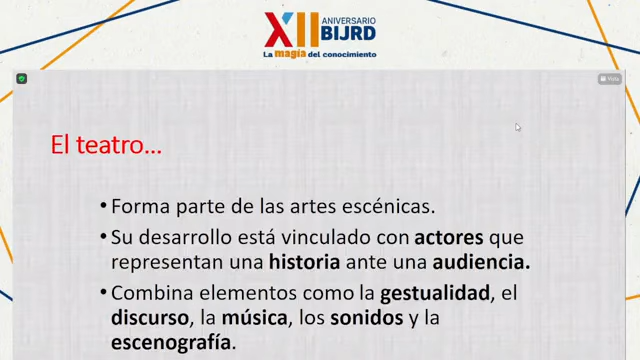 XII ANIVERSARIO
BIJRD
La magia del conocimiento
Vista
El teatro...
• Forma parte de las artes escénicas.
• Su desarrollo está vinculado con actores que
representan una historia ante una audiencia.
• Combina elementos como la gestualidad, el
discurso, la música, los sonidos y la
escenografía.